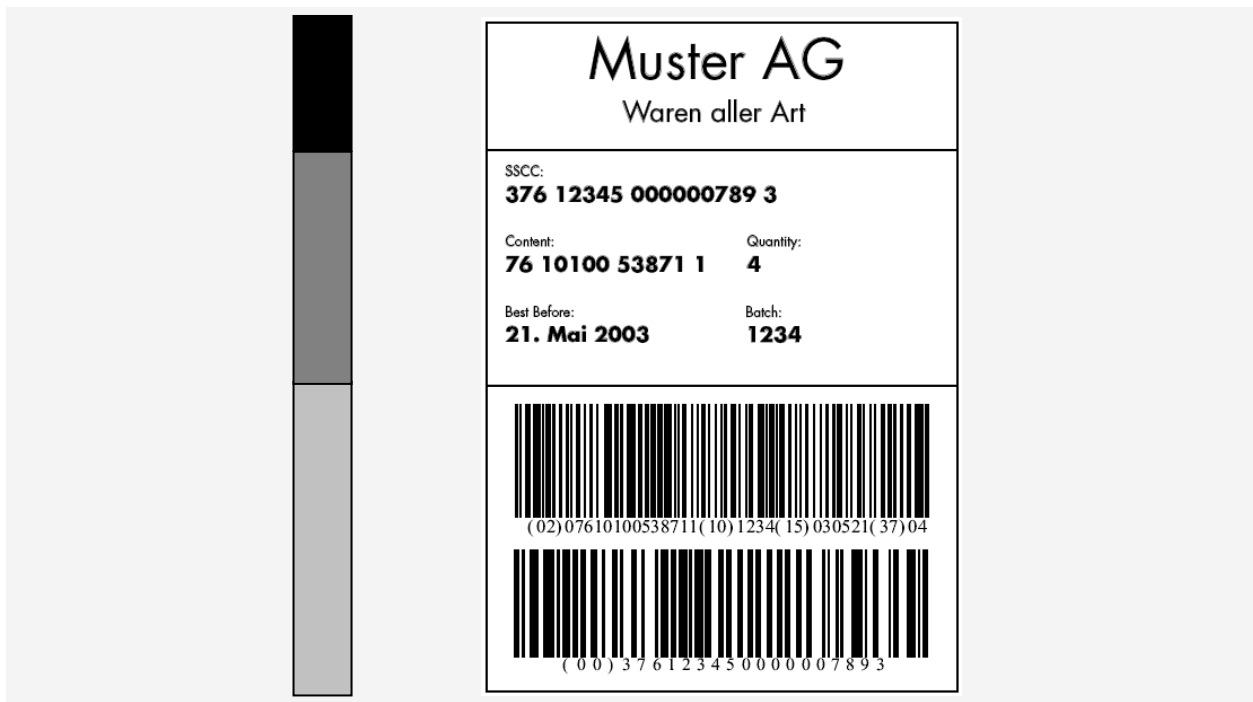 Muster AG
Waren aller Art
SSCC:
376 12345 000000789 3
Content: Quantity:
76 10100 53871 1 4
Best Before: Batch:
21. Mai 2003 1234
(02)07610100538711(10)1234(15)030521(37)04
(00)376123450000007893